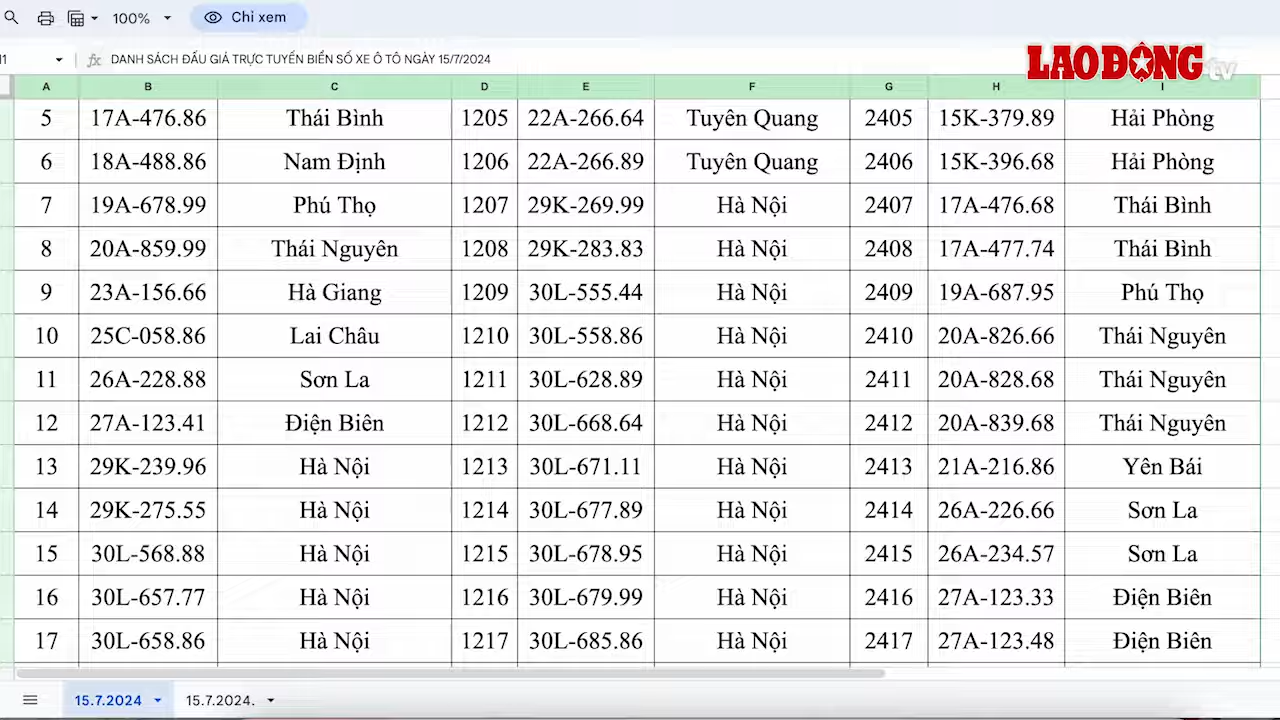 100%
Chỉ xem
fx DANH SÁCH ĐẤU GIÁ TRỰC TUYẾN BIỂN SỐ XE Ô TÔ NGÀY 15/7/2024
LAO ĐỘNG tv
A B C D E F G H I
5 17A-476.86 Thái Bình 1205 22A-266.64 Tuyên Quang 2405 15K-379.89 Hải Phòng
6 18A-488.86 Nam Định 1206 22A-266.89 Tuyên Quang 2406 15K-396.68 Hải Phòng
7 19A-678.99 Phú Thọ 1207 29K-269.99 Hà Nội 2407 17A-476.68 Thái Bình
8 20A-859.99 Thái Nguyên 1208 29K-283.83 Hà Nội 2408 17A-477.74 Thái Bình
9 23A-156.66 Hà Giang 1209 30L-555.44 Hà Nội 2409 19A-687.95 Phú Thọ
10 25C-058.86 Lai Châu 1210 30L-558.86 Hà Nội 2410 20A-826.66 Thái Nguyên
11 26A-228.88 Sơn La 1211 30L-628.89 Hà Nội 2411 20A-828.68 Thái Nguyên
12 27A-123.41 Điện Biên 1212 30L-668.64 Hà Nội 2412 20A-839.68 Thái Nguyên
13 29K-239.96 Hà Nội 1213 30L-671.11 Hà Nội 2413 21A-216.86 Yên Bái
14 29K-275.55 Hà Nội 1214 30L-677.89 Hà Nội 2414 26A-226.66 Sơn La
15 30L-568.88 Hà Nội 1215 30L-678.95 Hà Nội 2415 26A-234.57 Sơn La
16 30L-657.77 Hà Nội 1216 30L-679.99 Hà Nội 2416 27A-123.33 Điện Biên
17 30L-658.86 Hà Nội 1217 30L-685.86 Hà Nội 2417 27A-123.48 Điện Biên
15.7.2024 15.7.2024.